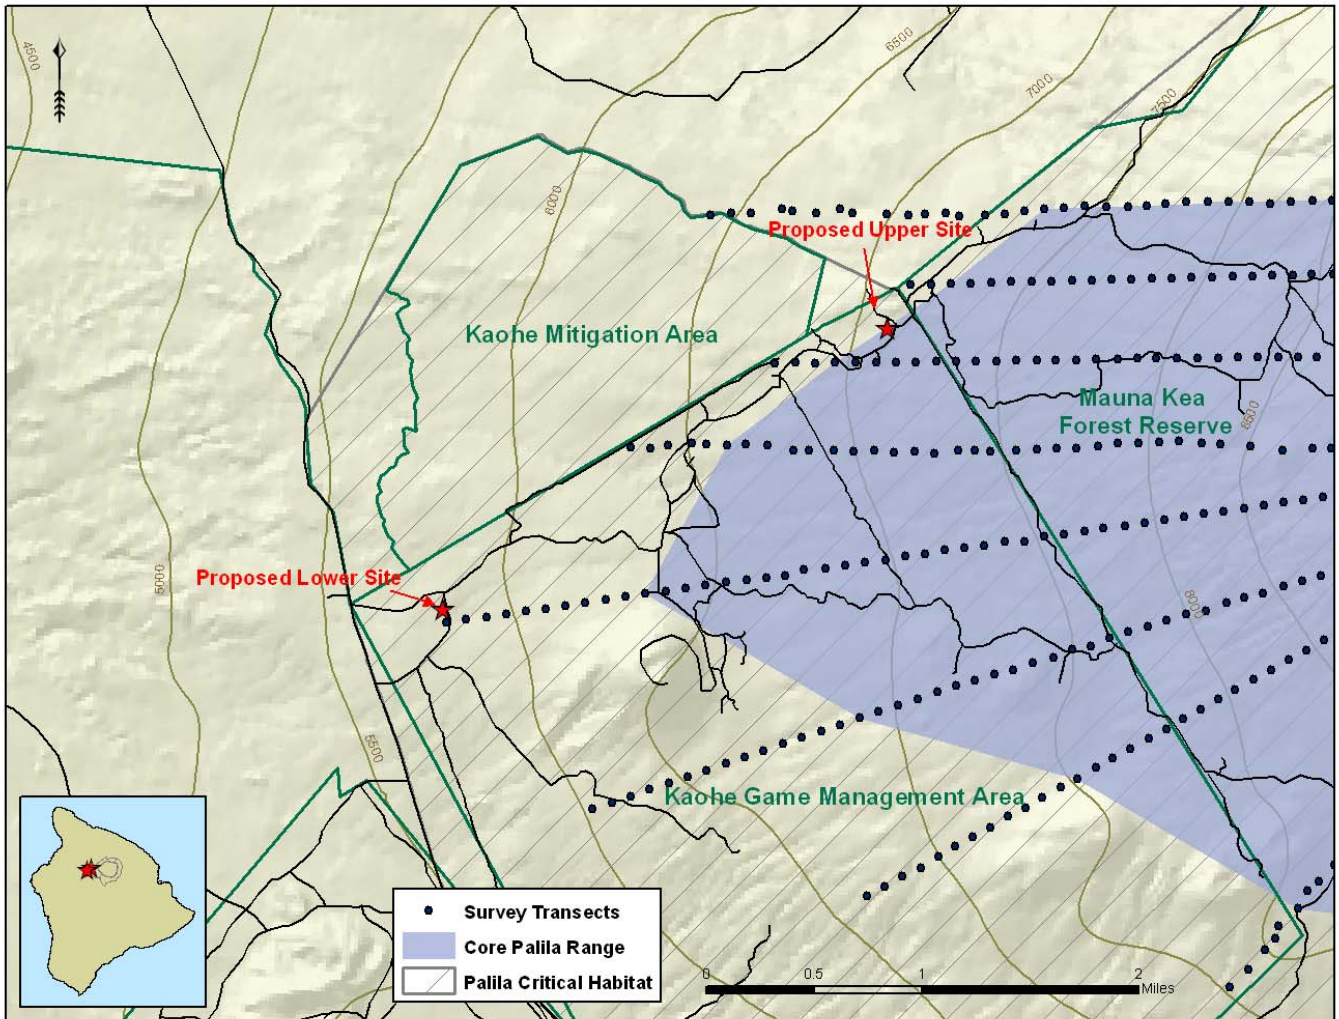 4500
6500
7000
7500
6000
Proposed Upper Site
Kaohe Mitigation Area
Mauna Kea
Forest Reserve
8500
5000
Proposed Lower Site
8000
5500
Kaohe Game Management Area
Survey Transects
Core Palila Range
Palila Critical Habitat
0 0.5 1 2
Miles